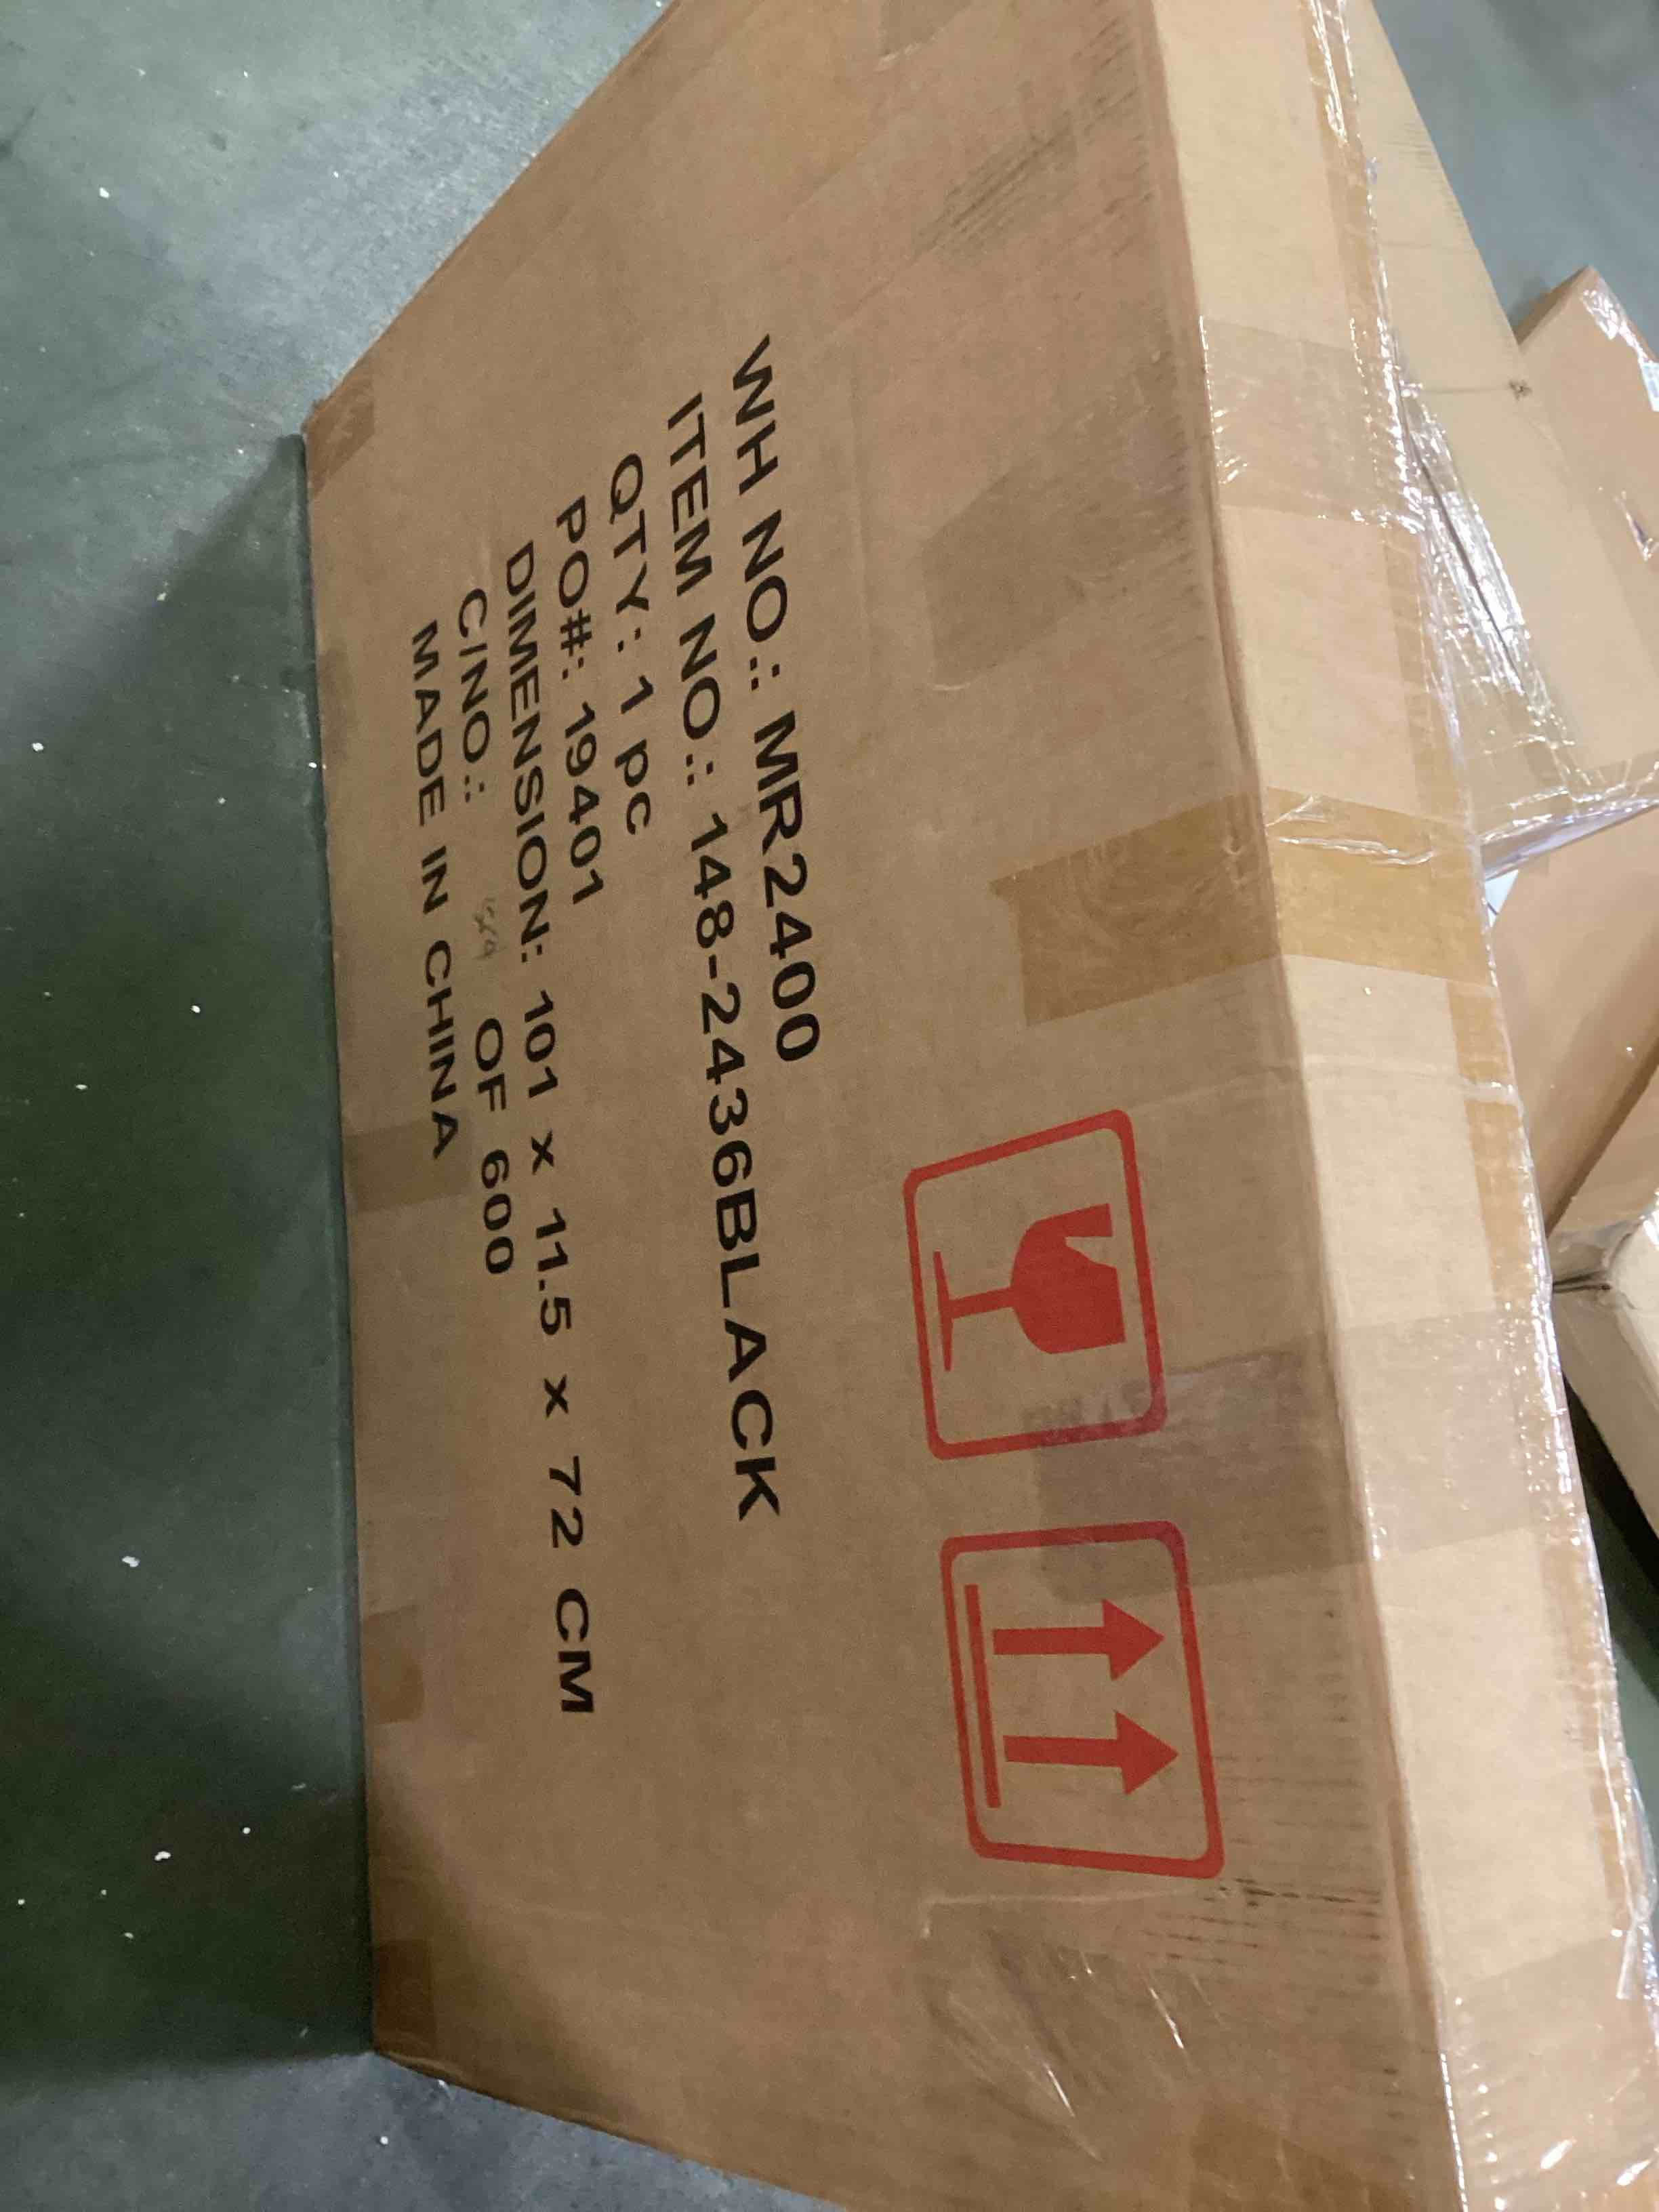 WH NO.: MR2400
ITEM NO.: 148-2436BLACK
QTY: 1 pc
PO#: 19401
DIMENSION: 101 x 11.5 x 72 CM
C/NO.: OF 600
MADE IN CHINA